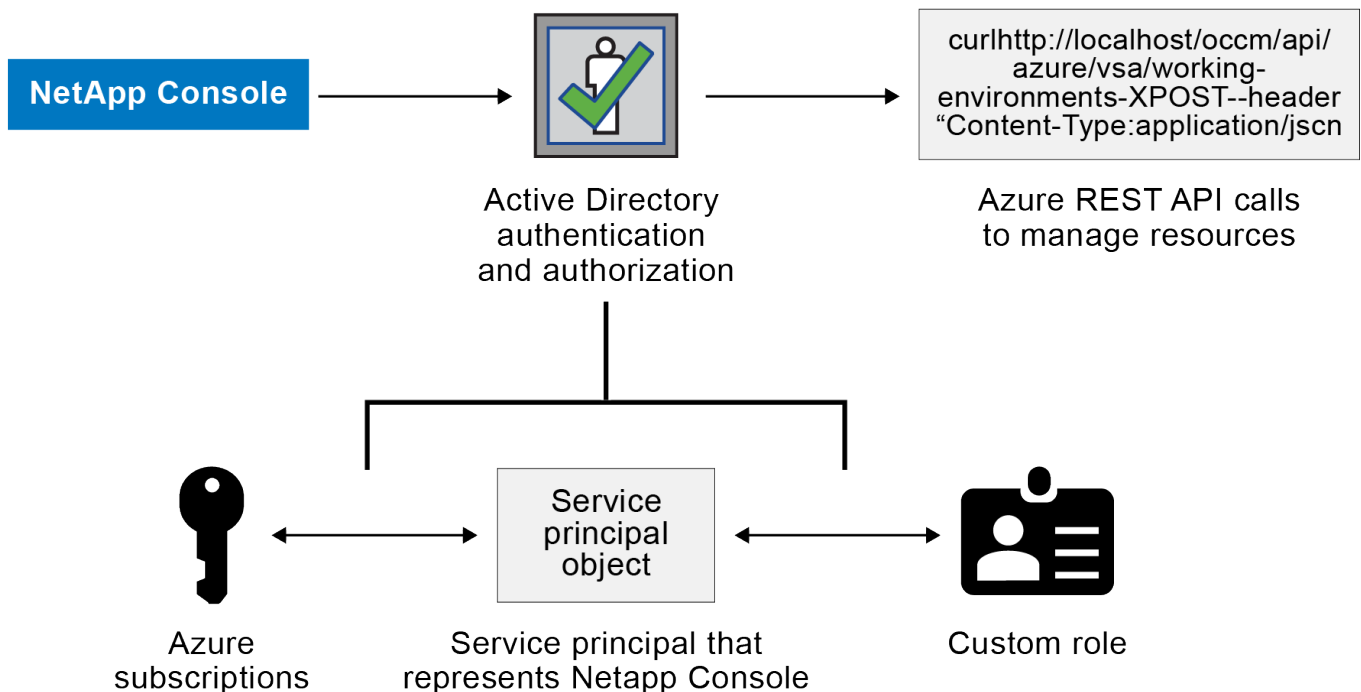 NetApp Console
curlhttp://localhost/occm/api/
azure/vsa/working-
environments-XPOST--header
“Content-Type:application/jscn
Active Directory
authentication
and authorization
Azure REST API calls
to manage resources
Service
principal
object
Azure
subscriptions
Service principal that
represents Netapp Console
Custom role